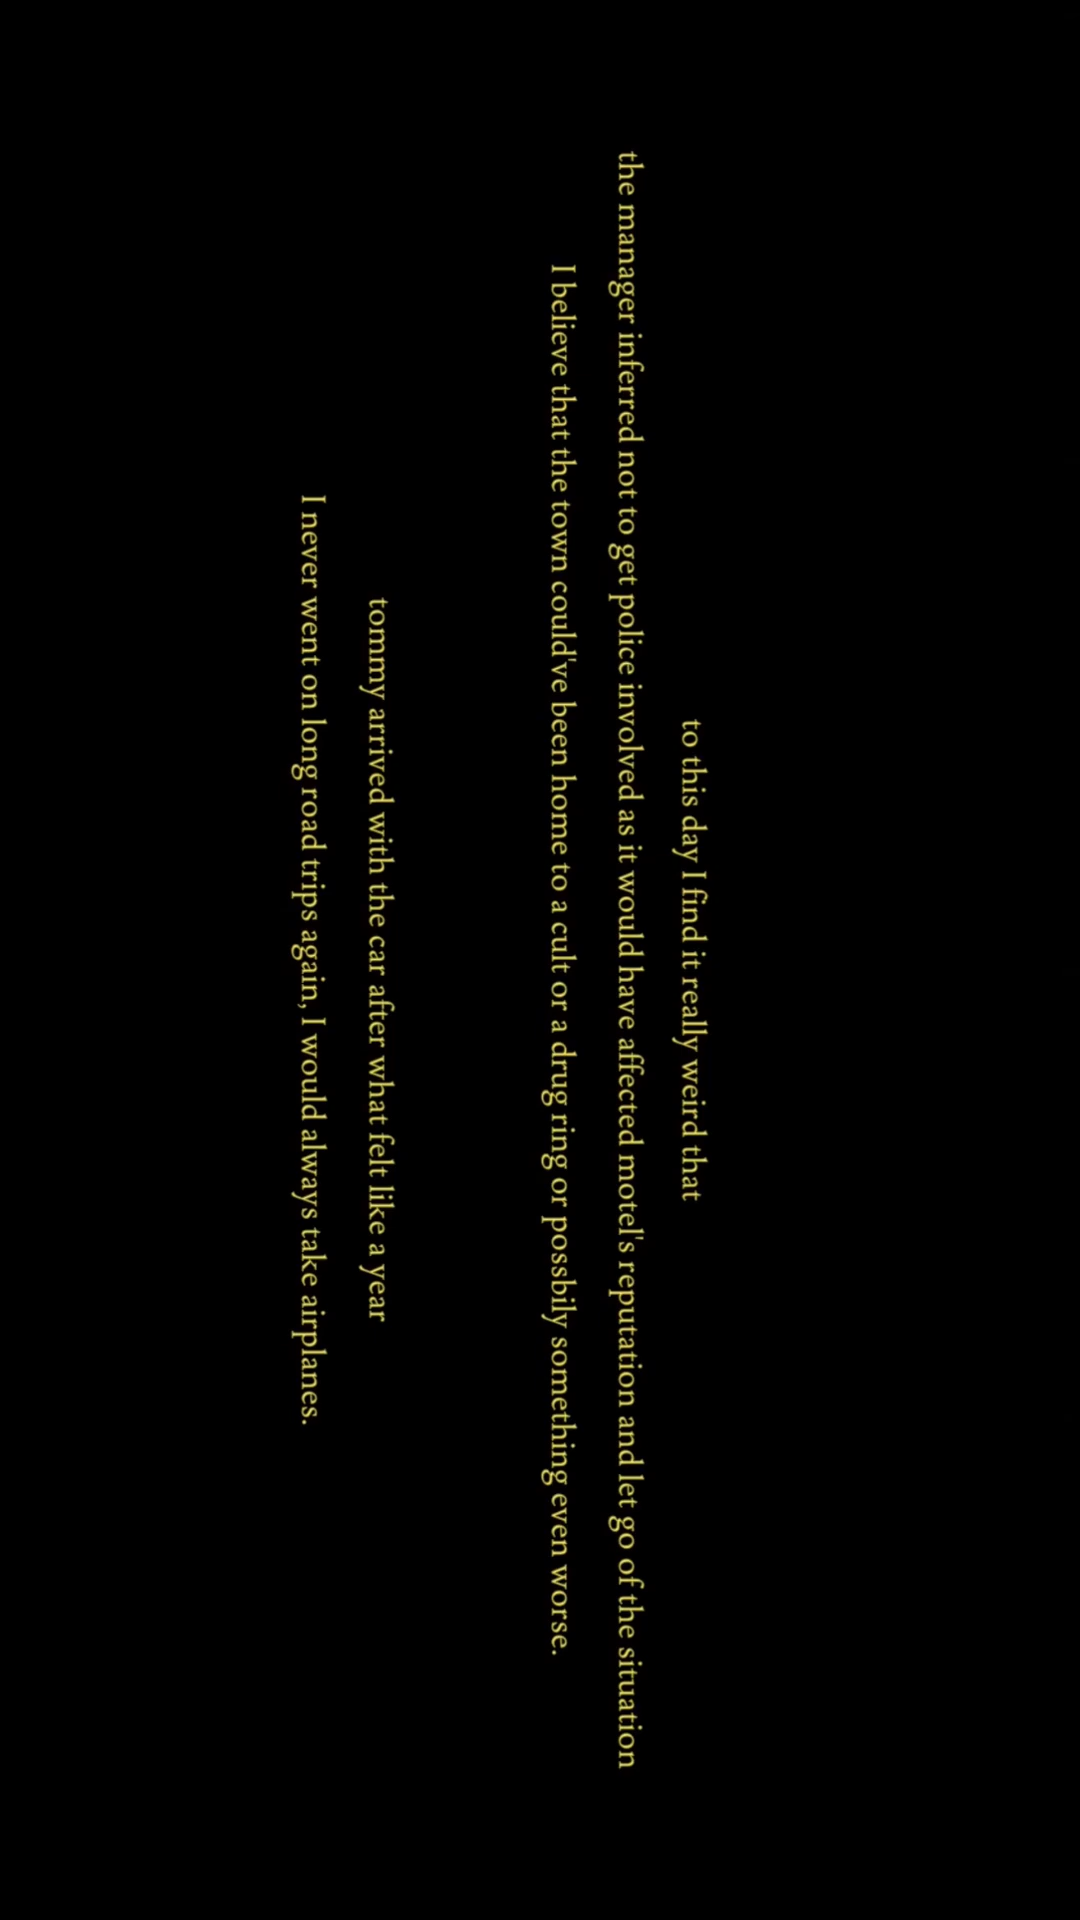 to this day I find it really weird that
the manager inferred not to get police involved as it would have affected motel's reputation and let go of the situation
I believe that the town could've been home to a cult or a drug ring or possbily something even worse.
tommy arrived with the car after what felt like a year
I never went on long road trips again, I would always take airplanes.